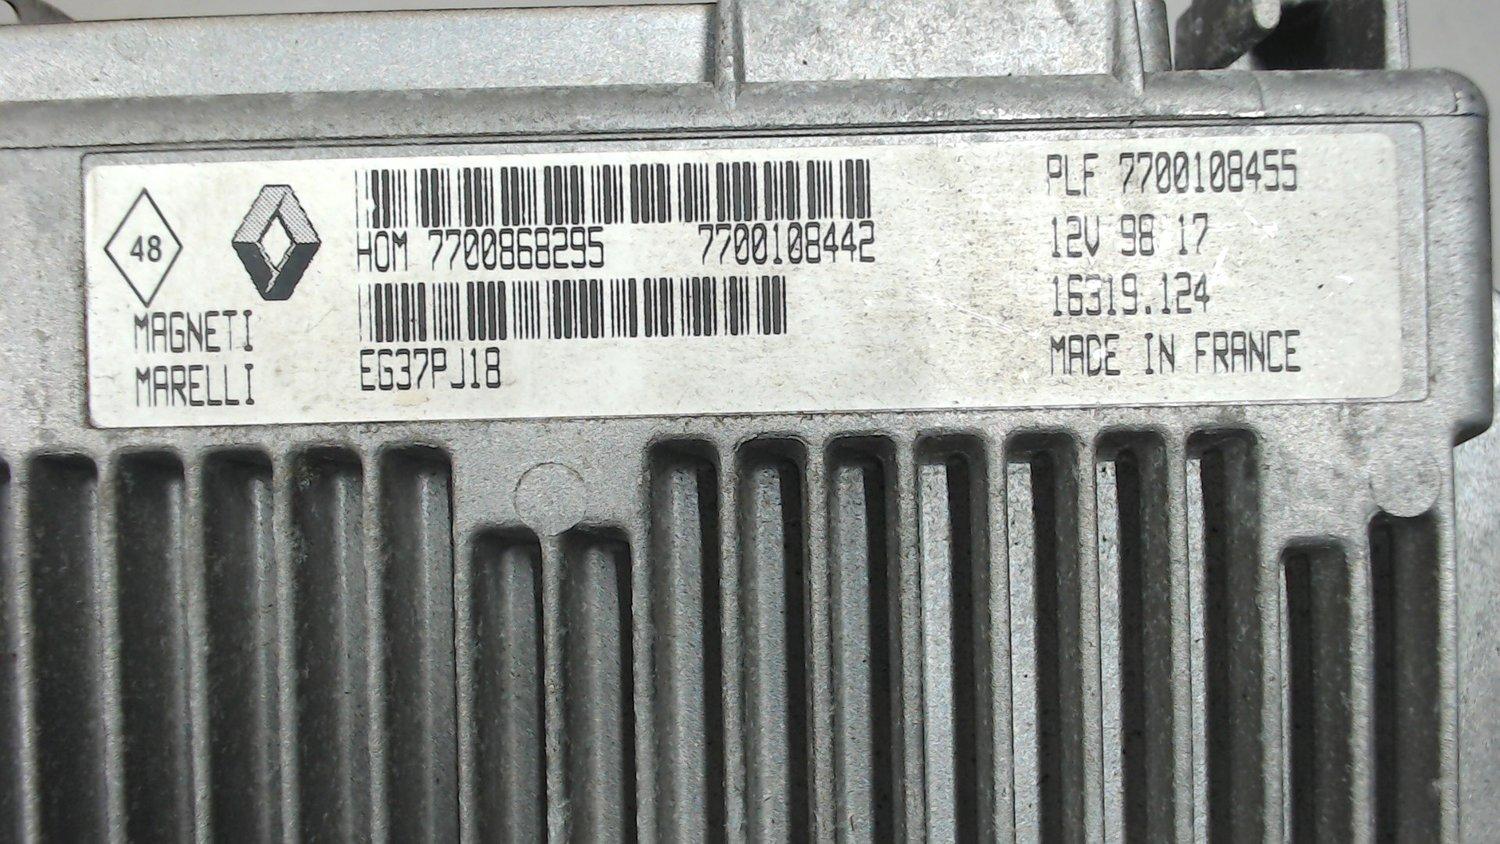 48
MAGNETI
MARELLI
HOM 7700868295 7700108442
EG37PJ18
PLF 7700108455
12V 98 17
16319.124
MADE IN FRANCE